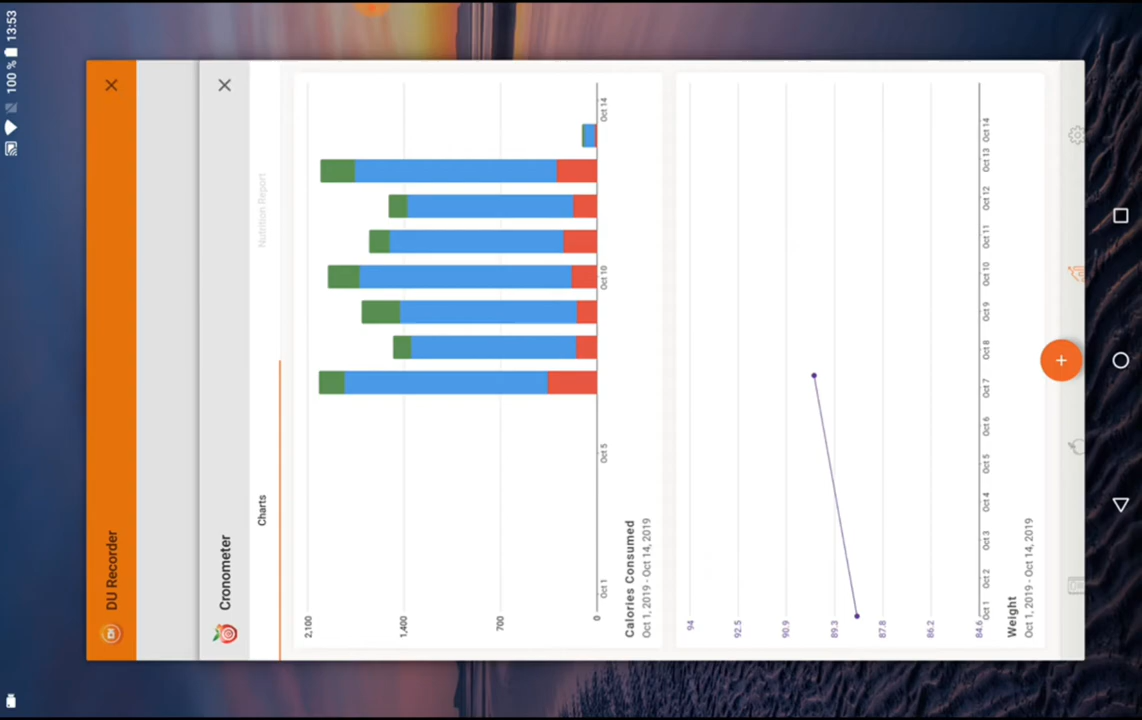 13:53
100 %
DU Recorder
Cronometer
Charts
Nutrition Report
2,100
1,400
700
0
Oct 1
Oct 5
Oct 10
Oct 14
Calories Consumed
Oct 1, 2019 - Oct 14, 2019
94
92.5
90.9
89.3
87.8
86.2
84.6
Oct 1
Oct 2
Oct 3
Oct 4
Oct 5
Oct 6
Oct 7
Oct 8
Oct 9
Oct 10
Oct 11
Oct 12
Oct 13
Oct 14
Weight
Oct 1, 2019 - Oct 14, 2019